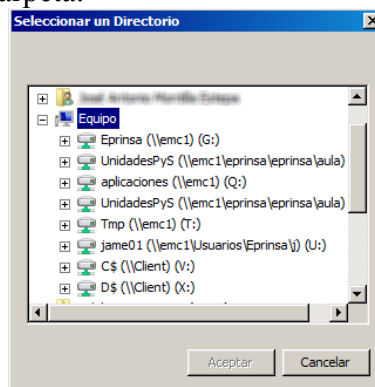 Seleccionar un Directorio
Equipo
Eprinsa (\\emc1) (G:)
UnidadesPyS (\\emc1\eprinsa\eprinsa\aula)
aplicaciones (\\emc1) (Q:)
UnidadesPyS (\\emc1\eprinsa\eprinsa\aula)
Tmp (\\emc1) (T:)
jame01 (\\emc1\Usuarios\Eprinsa\j) (U:)
C$ (\\Client) (V:)
D$ (\\Client) (X:)
Aceptar Cancelar